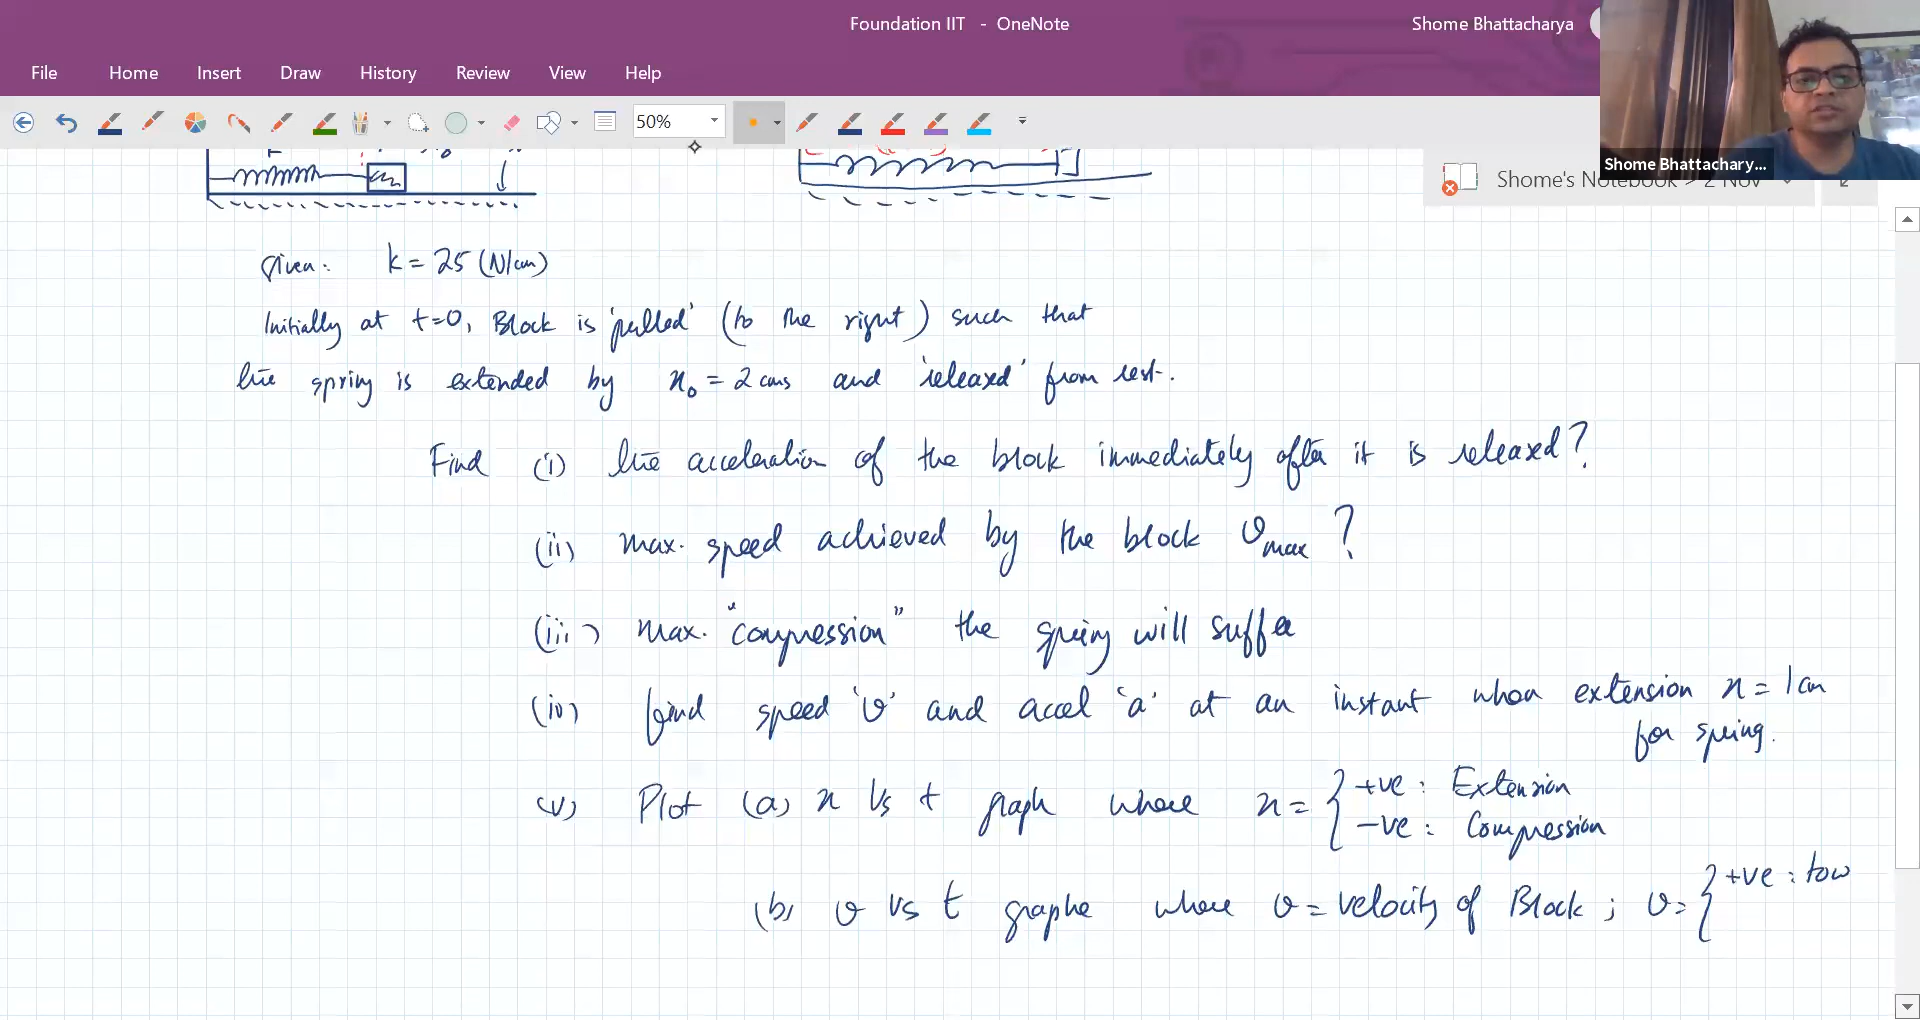 Foundation IIT - OneNote
Shome Bhattacharya
File Home Insert Draw History Review View Help
50%
Shome Bhattachary...
Shome's Notebook > 2 Nov
Given: k = 25 (N/cm)
Initially at t=0, Block is 'pulled' (to the right) such that
the spring is extended by x₀ = 2 cms and 'released' from rest.
Find (i) the acceleration of the block immediately after it is released?
(ii) max. speed achieved by the block v_max ?
(iii) max. "compression" the spring will suffer
(iv) find speed 'v' and accel 'a' at an instant when extension x = 1 cm
for spring.
(v) Plot (a) x Vs t graph where x = { +ve : Extension
-ve : Compression
(b) v vs t graph where v = velocity of Block ; v = { +ve : tow